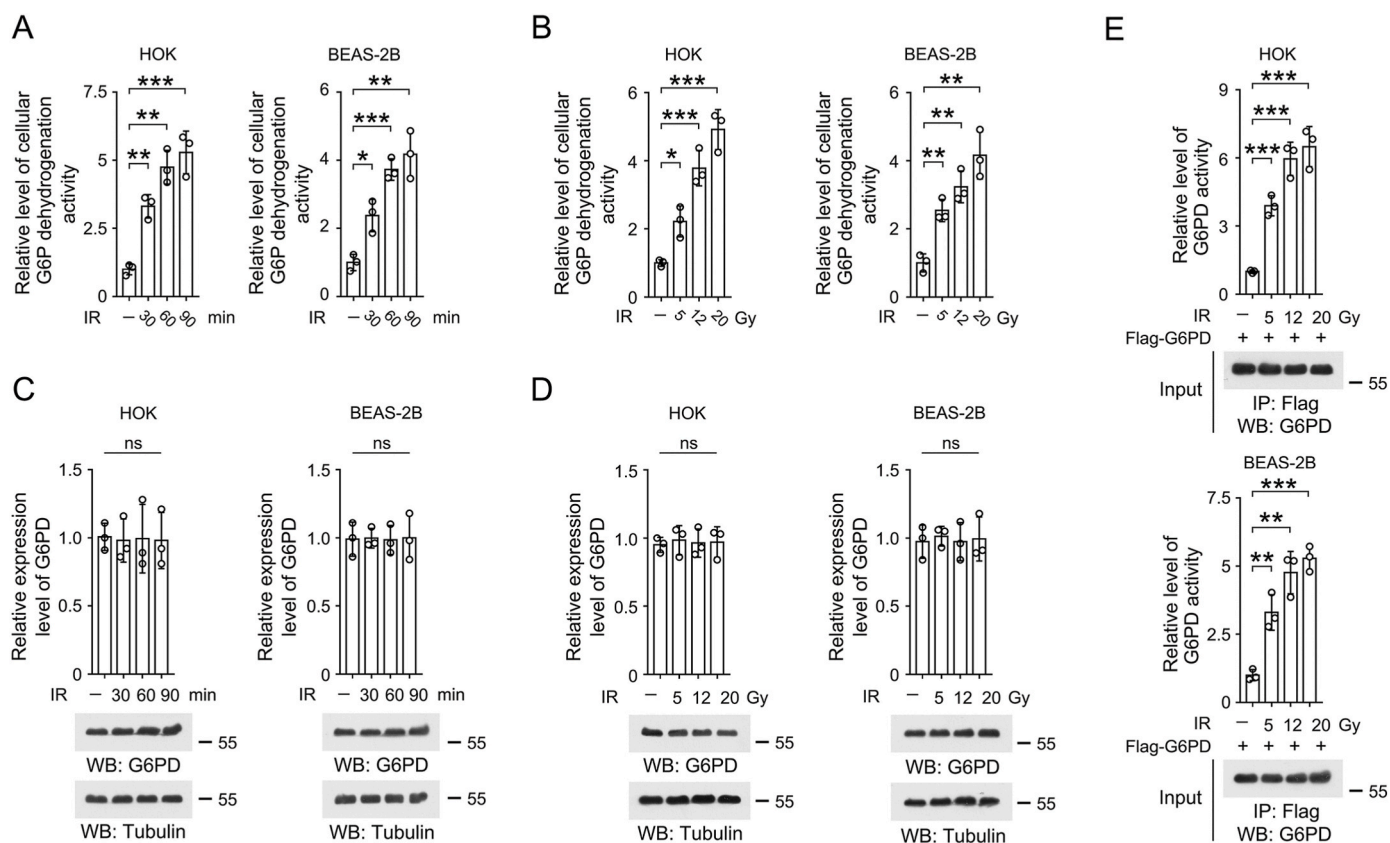 A
HOK
Relative level of cellular
G6P dehydrogenation
activity
7.5
5
2.5
0
***
**
**
IR – 30 60 90 min
BEAS-2B
Relative level of cellular
G6P dehydrogenation
activity
6
4
2
0
**
***
*
IR – 30 60 90 min
B
HOK
Relative level of cellular
G6P dehydrogenation
activity
6
4
2
0
***
***
*
IR – 5 12 20 Gy
BEAS-2B
Relative level of cellular
G6P dehydrogenation
activity
8
6
4
2
0
**
**
**
IR – 5 12 20 Gy
C
HOK
ns
Relative expression
level of G6PD
1.5
1.0
0.5
0
IR – 30 60 90 min
55
WB: G6PD
55
WB: Tubulin
BEAS-2B
ns
Relative expression
level of G6PD
1.5
1.0
0.5
0
IR – 30 60 90 min
55
WB: G6PD
55
WB: Tubulin
D
HOK
ns
Relative expression
level of G6PD
1.5
1.0
0.5
0
IR – 5 12 20 Gy
55
WB: G6PD
55
WB: Tubulin
BEAS-2B
ns
Relative expression
level of G6PD
1.5
1.0
0.5
0
IR – 5 12 20 Gy
55
WB: G6PD
55
WB: Tubulin
E
HOK
Relative level of
G6PD activity
9
6
3
0
***
***
***
IR – 5 12 20 Gy
Flag-G6PD + + + +
Input
55
IP: Flag
WB: G6PD
BEAS-2B
Relative level of
G6PD activity
7.5
5
2.5
0
***
**
**
IR – 5 12 20 Gy
Flag-G6PD + + + +
Input
55
IP: Flag
WB: G6PD